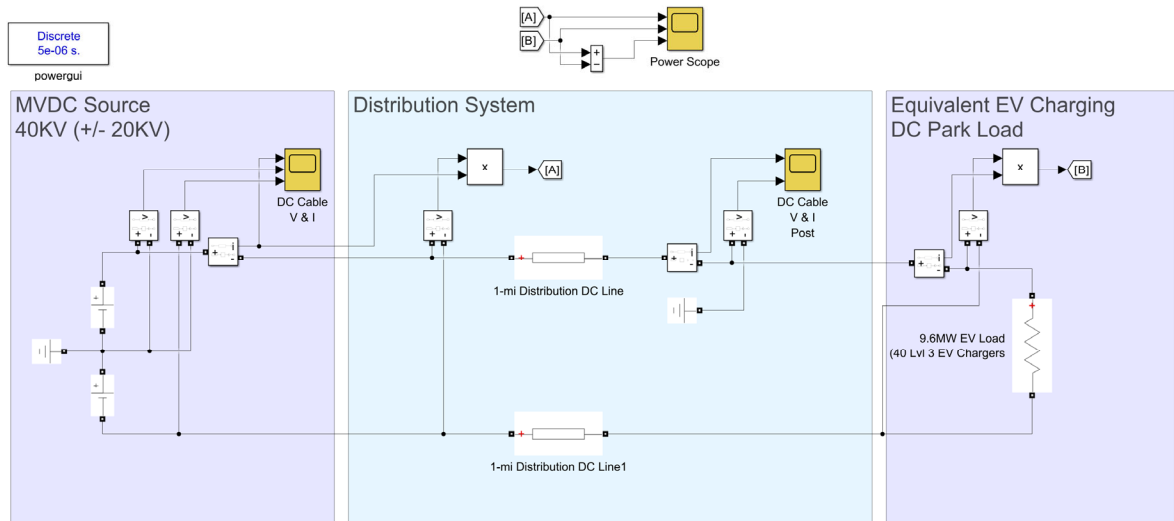 Discrete
5e-06 s.
powergui
[A]
[B]
+
−
Power Scope
MVDC Source
40KV (+/- 20KV)
Distribution System
Equivalent EV Charging
DC Park Load
DC Cable
V & I
x
[A]
DC Cable
V & I
Post
x
[B]
1-mi Distribution DC Line
9.6MW EV Load
(40 Lvl 3 EV Chargers
1-mi Distribution DC Line1